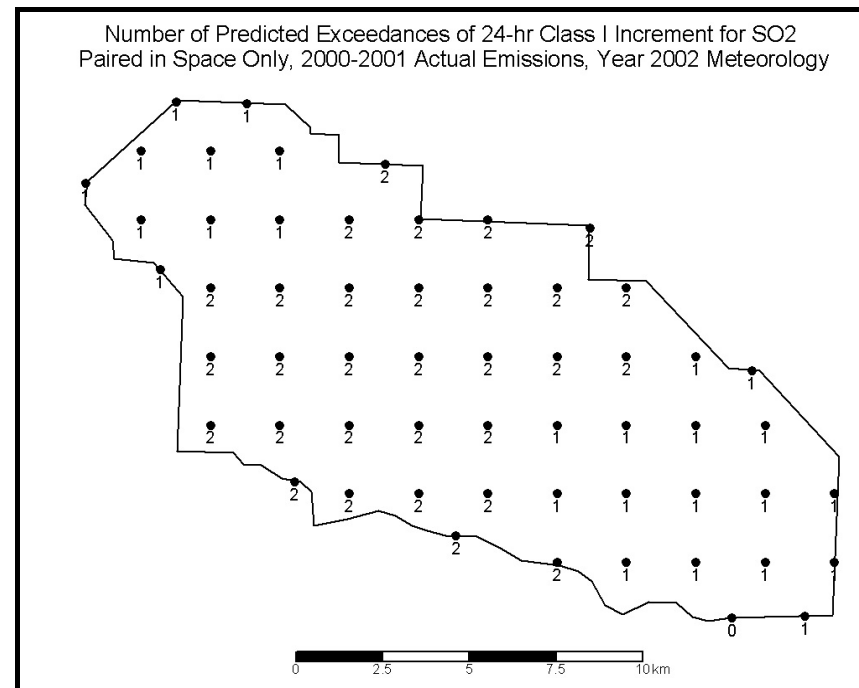 Number of Predicted Exceedances of 24-hr Class I Increment for SO2
Paired in Space Only, 2000-2001 Actual Emissions, Year 2002 Meteorology
1 1
1 1 1
2
1
1 1 1 2 2 2
2
1
2 2 2 2 2 2 2
2 2 2 2 2 2 2 1
1
2 2 2 2 2 1 1 1 1
2
2 2 2 1 1 1 1 1
2
2 1 1 1 1
0 1
0 2.5 5 7.5 10 km